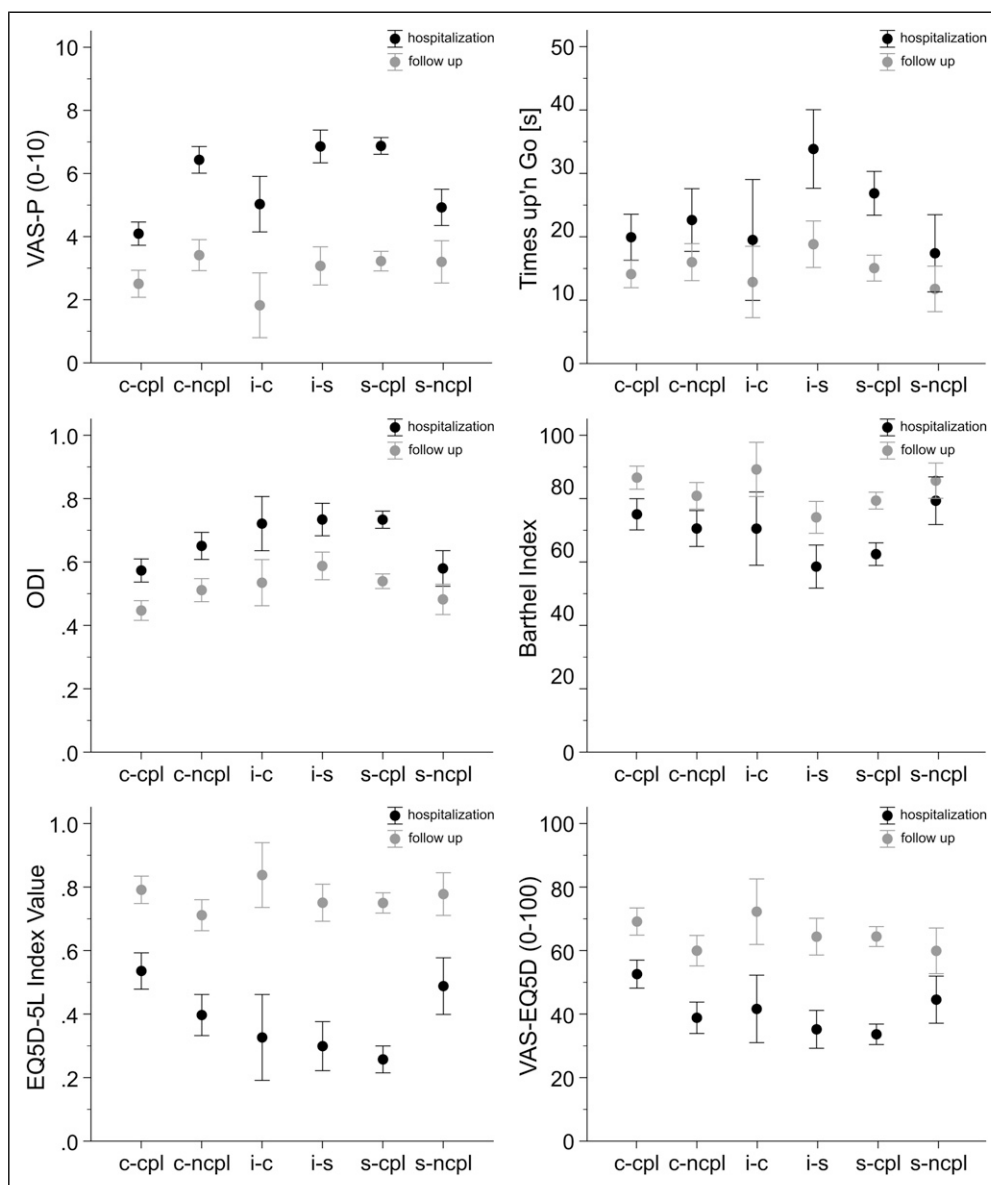 VAS-P (0-10)
10
8
6
4
2
0
hospitalization
follow up
c-cpl c-ncpl i-c i-s s-cpl s-ncpl
Times up'n Go [s]
50
40
30
20
10
0
hospitalization
follow up
c-cpl c-ncpl i-c i-s s-cpl s-ncpl
ODI
1.0
.8
.6
.4
.2
.0
hospitalization
follow up
c-cpl c-ncpl i-c i-s s-cpl s-ncpl
Barthel Index
100
80
60
40
20
0
hospitalization
follow up
c-cpl c-ncpl i-c i-s s-cpl s-ncpl
EQ5D-5L Index Value
1.0
.8
.6
.4
.2
.0
hospitalization
follow up
c-cpl c-ncpl i-c i-s s-cpl s-ncpl
VAS-EQ5D (0-100)
100
80
60
40
20
0
hospitalization
follow up
c-cpl c-ncpl i-c i-s s-cpl s-ncpl